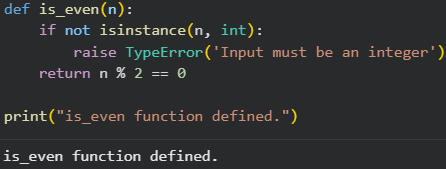 def is_even(n):
    if not isinstance(n, int):
        raise TypeError('Input must be an integer')
    return n % 2 == 0

print("is_even function defined.")
is_even function defined.